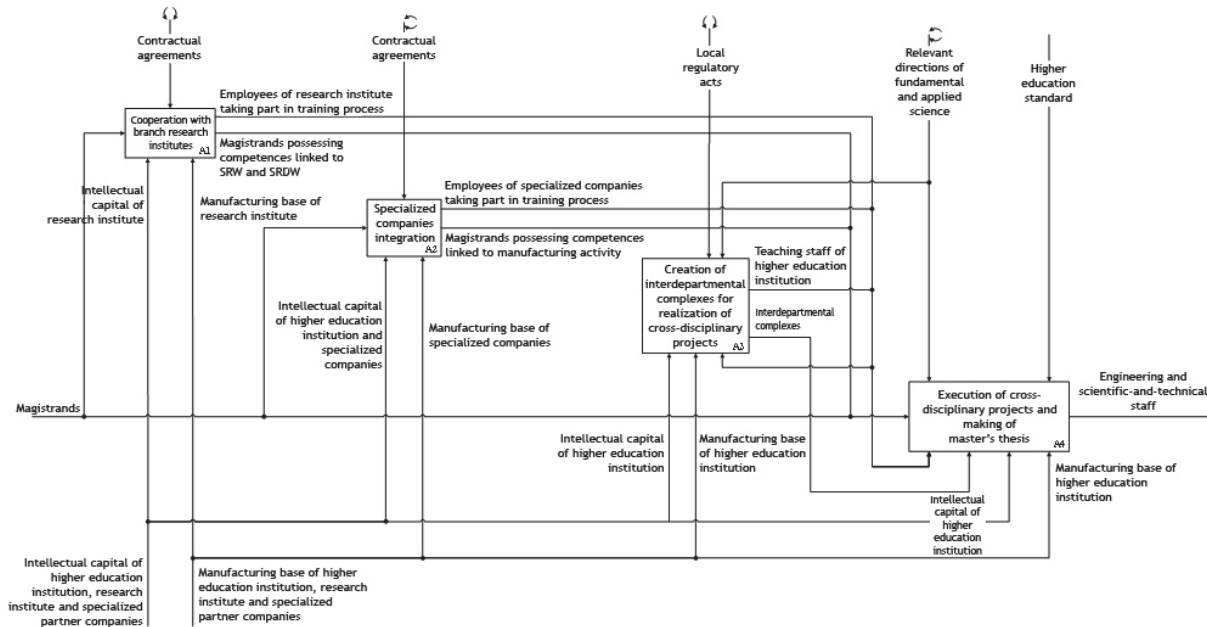 Contractual
agreements
Contractual
agreements
Local
regulatory
acts
Relevant
directions of
fundamental
and applied
science
Higher
education
standard
Employees of research institute
taking part in training process
Cooperation with
branch research
institutes
A1
Magistrands possessing
competences linked to
SRW and SRDW
Intellectual
capital of
research institute
Manufacturing base of
research institute
Employees of specialized companies
taking part in training process
Specialized
companies
integration
A2
Magistrands possessing competences
linked to manufacturing activity
Teaching staff of
higher education
institution
Creation of
interdepartmental
complexes for
realization of
cross-disciplinary
projects
A3
Interdepartmental
complexes
Intellectual capital
of higher education
institution and
specialized
companies
Manufacturing base of
specialized companies
Magistrands
Execution of cross-
disciplinary projects and
making of
master's thesis
A4
Engineering and
scientific-and-technical
staff
Intellectual capital
of higher education
institution
Manufacturing base
of higher education
institution
Manufacturing base of
higher education
institution
Intellectual
capital of
higher
education
institution
Intellectual capital of
higher education
institution, research
institute and specialized
partner companies
Manufacturing base of higher
education institution, research
institute and specialized
partner companies